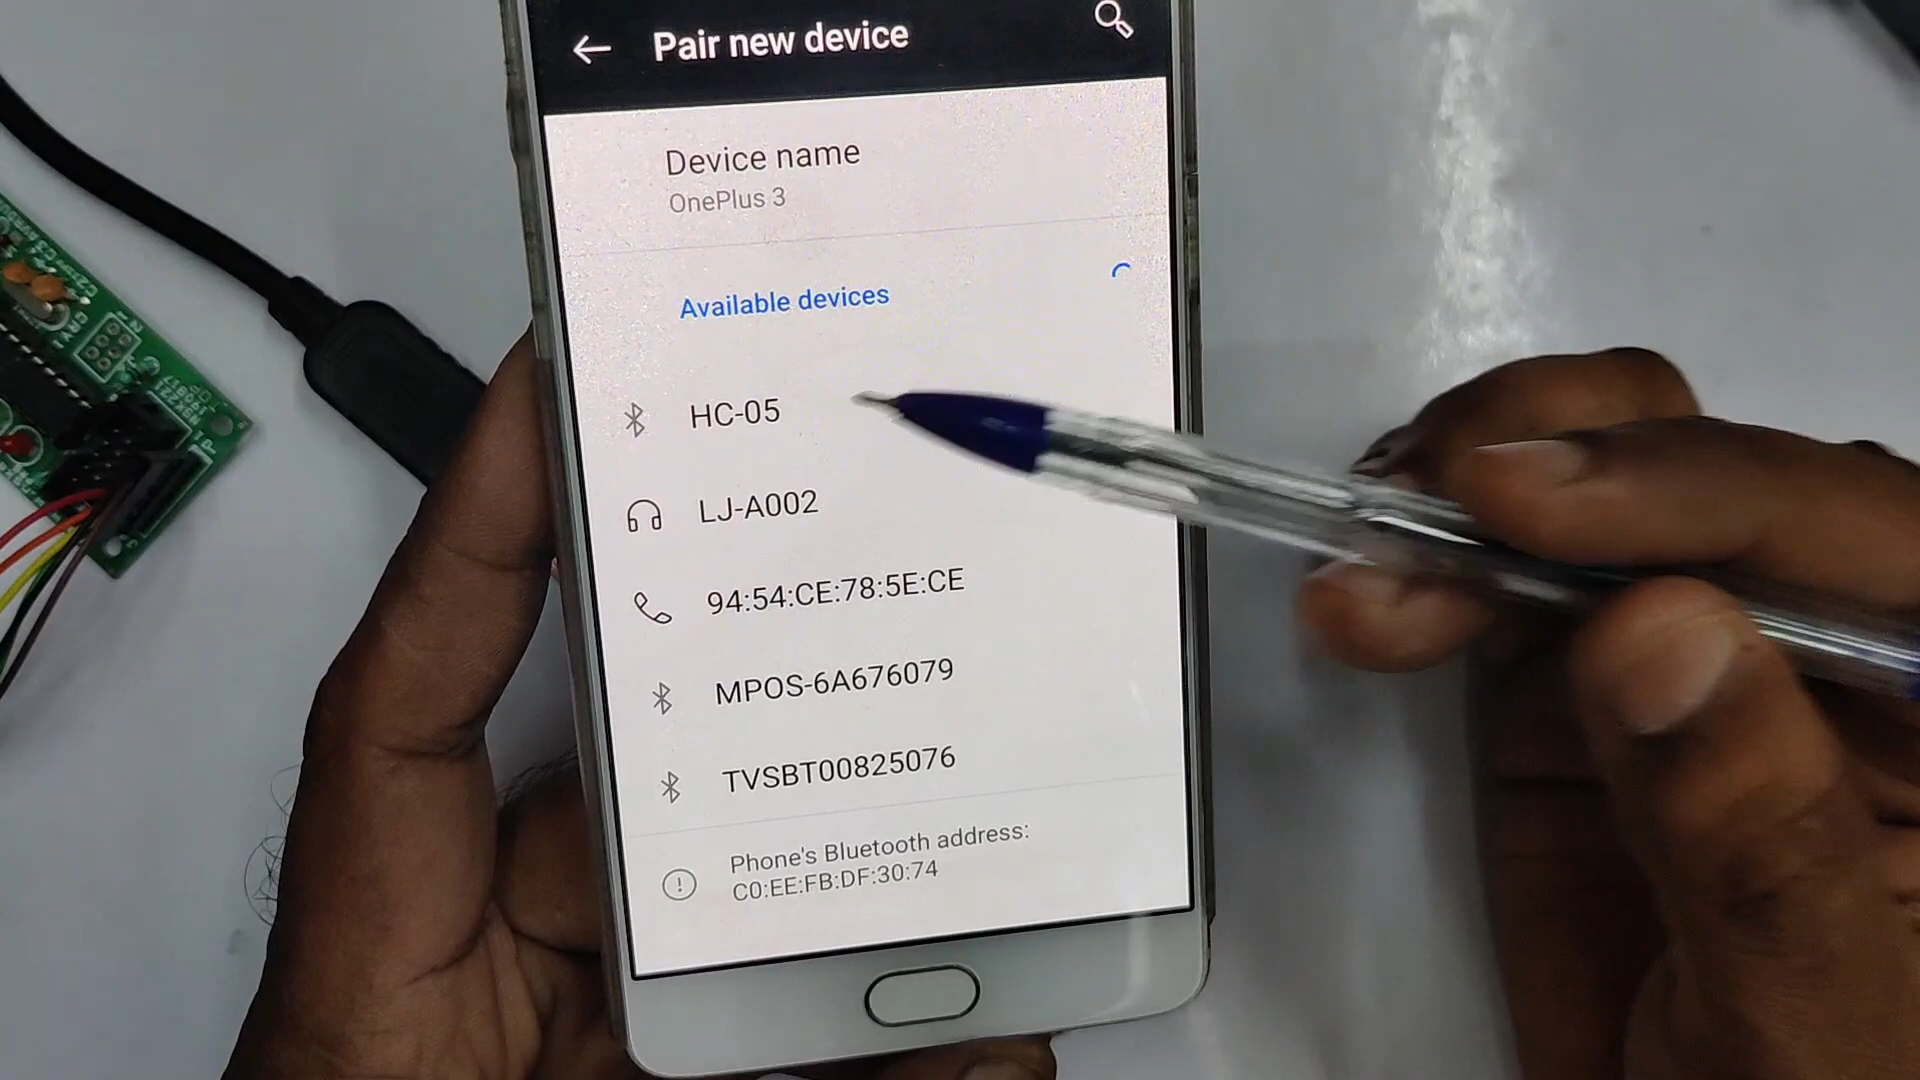 Pair new device
Device name
OnePlus 3
Available devices
HC-05
LJ-A002
94:54:CE:78:5E:CE
MPOS-6A676079
TVSBT00825076
Phone's Bluetooth address:
C0:EE:FB:DF:30:74